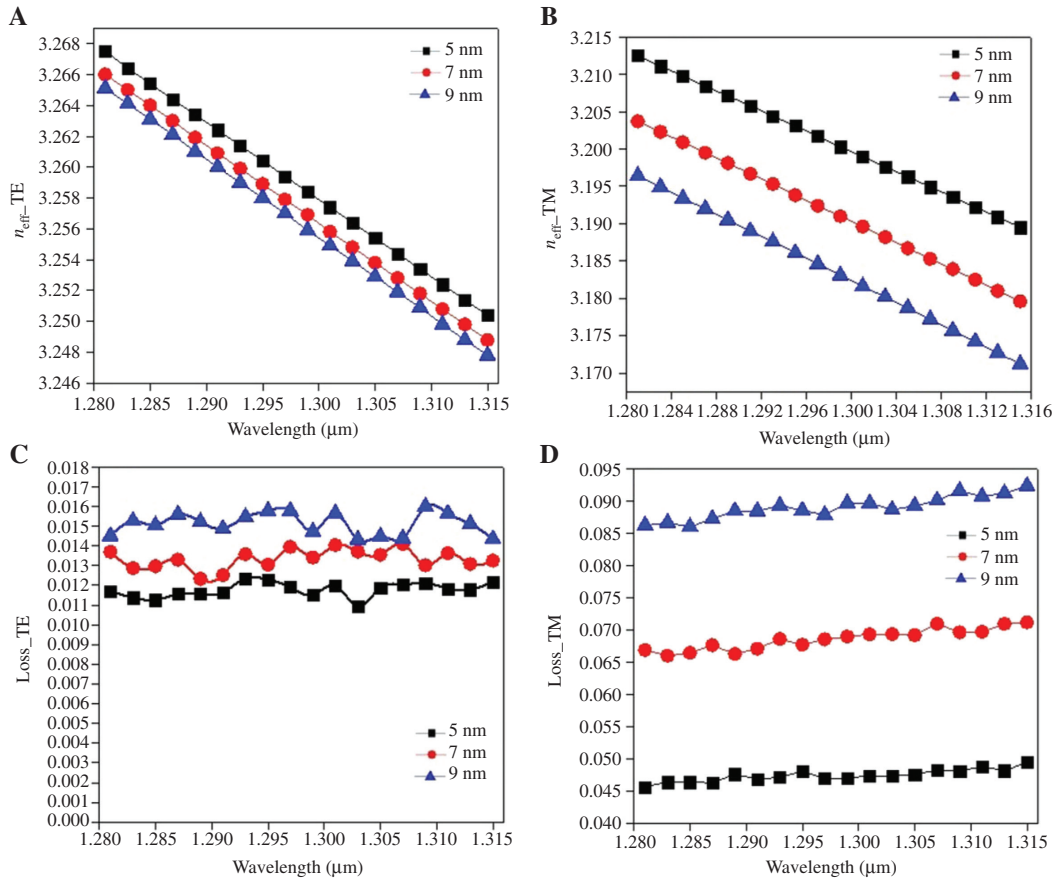 A
3.268
3.266
3.264
3.262
3.260
3.258
3.256
3.254
3.252
3.250
3.248
3.246
n_eff–TE
5 nm
7 nm
9 nm
1.280 1.285 1.290 1.295 1.300 1.305 1.310 1.315
Wavelength (μm)
B
3.215
3.210
3.205
3.200
3.195
3.190
3.185
3.180
3.175
3.170
n_eff–TM
5 nm
7 nm
9 nm
1.280 1.284 1.288 1.292 1.296 1.300 1.304 1.308 1.312 1.316
Wavelength (μm)
C
0.018
0.017
0.016
0.015
0.014
0.013
0.012
0.011
0.010
0.009
0.008
0.007
0.006
0.005
0.004
0.003
0.002
0.001
0.000
Loss_TE
5 nm
7 nm
9 nm
1.280 1.285 1.290 1.295 1.300 1.305 1.310 1.315
Wavelength (μm)
D
0.095
0.090
0.085
0.080
0.075
0.070
0.065
0.060
0.055
0.050
0.045
0.040
Loss_TM
5 nm
7 nm
9 nm
1.280 1.285 1.290 1.295 1.300 1.305 1.310 1.315
Wavelength (μm)